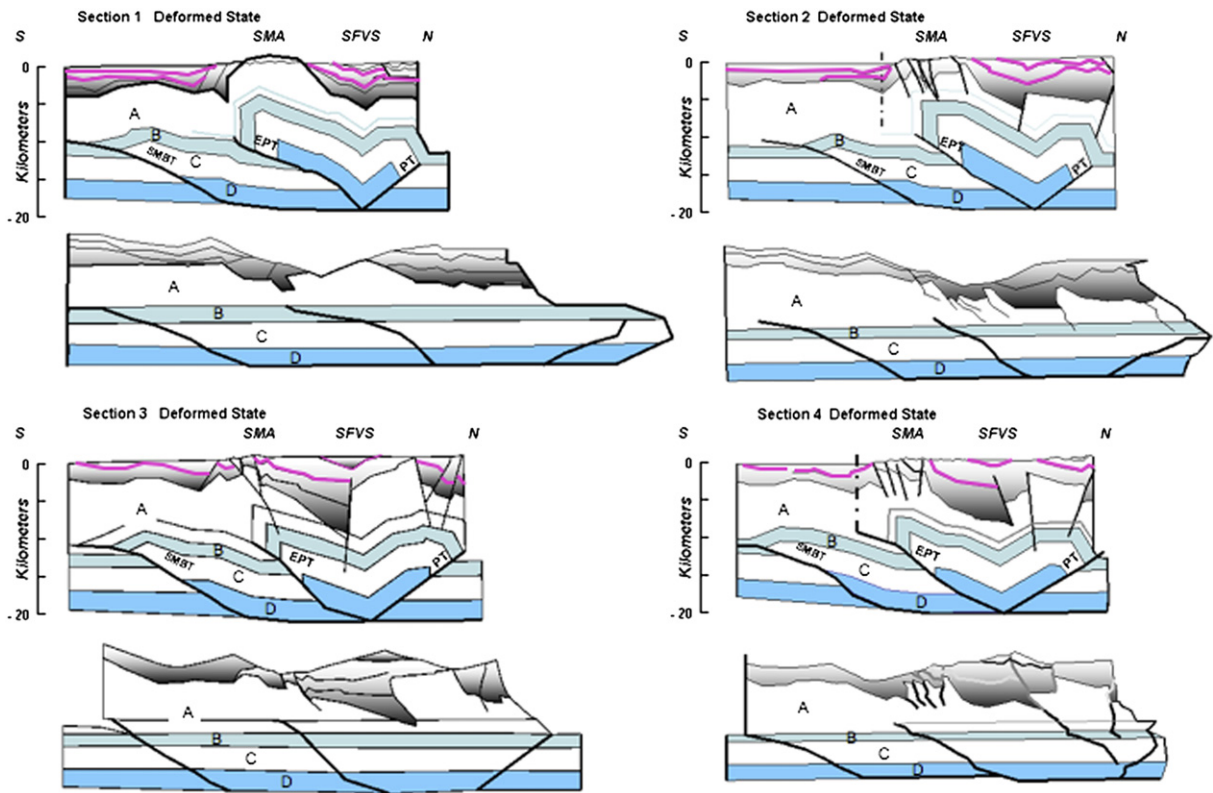 Section 1 Deformed State
S SMA SFVS N
0
Kilometers
- 20
A
B
C
SMBT
EPT
PT
D
A
B
C
D
Section 2 Deformed State
S SMA SFVS N
0
Kilometers
- 20
A
B
C
SMBT
EPT
PT
D
A
B
C
D
Section 3 Deformed State
S SMA SFVS N
0
Kilometers
- 20
A
B
C
SMBT
EPT
PT
D
A
B
C
D
Section 4 Deformed State
S SMA SFVS N
0
Kilometers
- 20
A
B
C
SMBT
EPT
PT
D
A
B
C
D